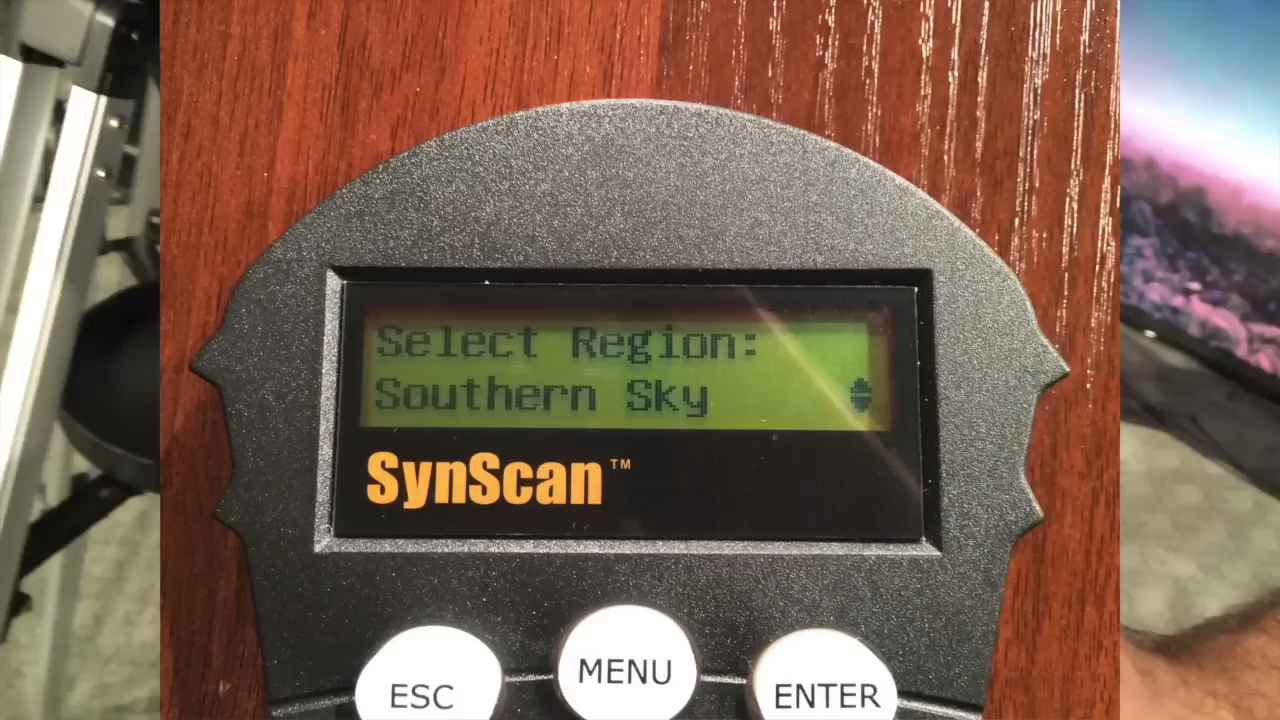 Select Region:
Southern Sky
SynScan™
ESC
MENU
ENTER